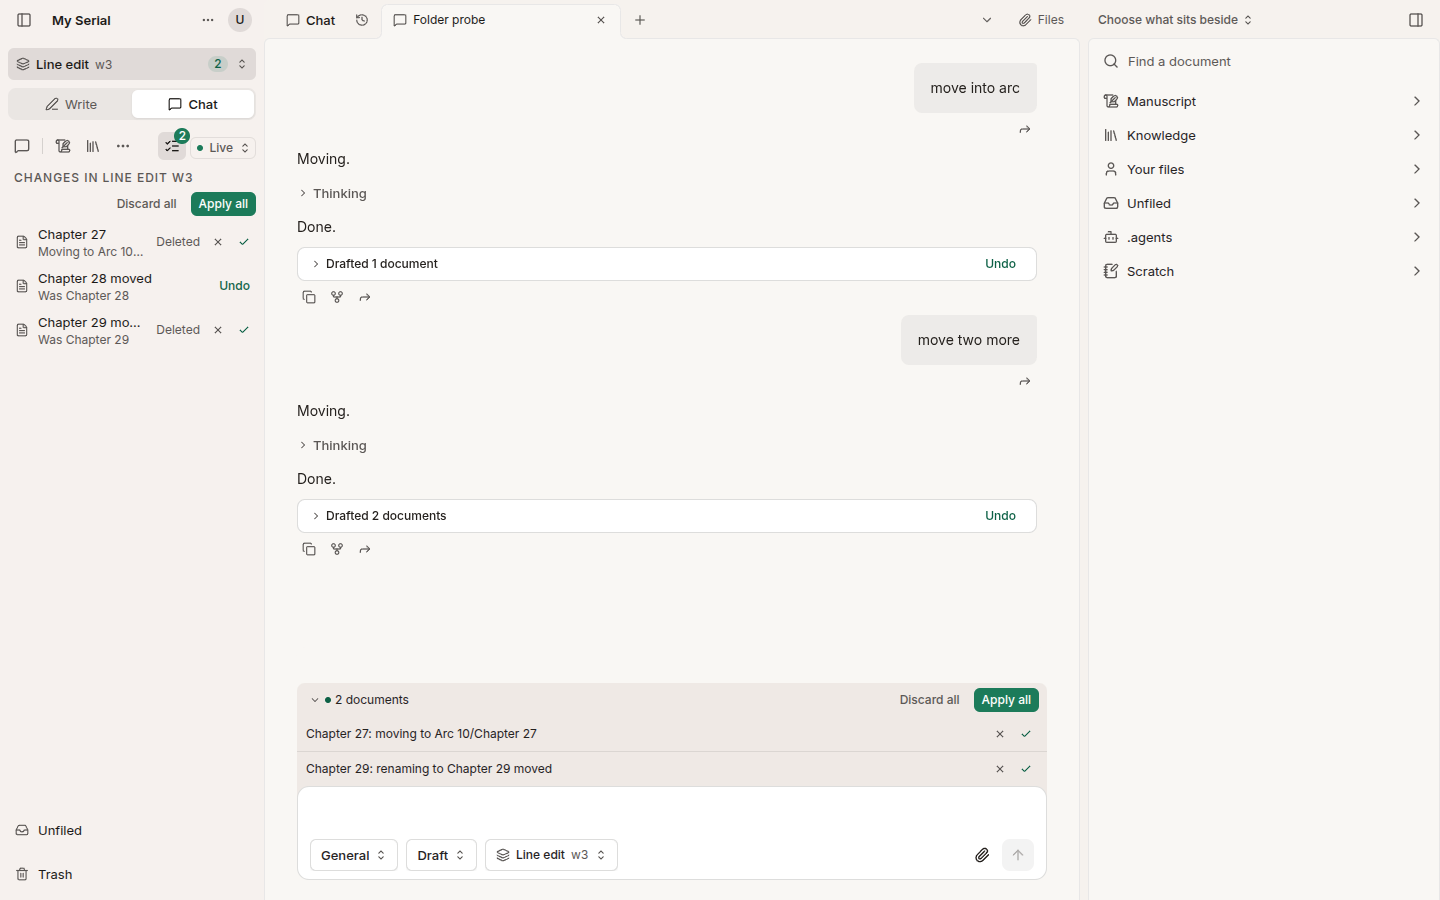 My Serial
U
Line edit w3
2
Write
Chat
2
Live
CHANGES IN LINE EDIT W3
Discard all
Apply all
Chapter 27
Moving to Arc 10...
Deleted
Chapter 28 moved
Was Chapter 28
Undo
Chapter 29 mo...
Was Chapter 29
Deleted
Unfiled
Trash
Chat
Folder probe
Files
move into arc
Moving.
Thinking
Done.
Drafted 1 document
Undo
move two more
Moving.
Thinking
Done.
Drafted 2 documents
Undo
2 documents
Discard all
Apply all
Chapter 27: moving to Arc 10/Chapter 27
Chapter 29: renaming to Chapter 29 moved
General
Draft
Line edit w3
Choose what sits beside
Find a document
Manuscript
Knowledge
Your files
Unfiled
.agents
Scratch